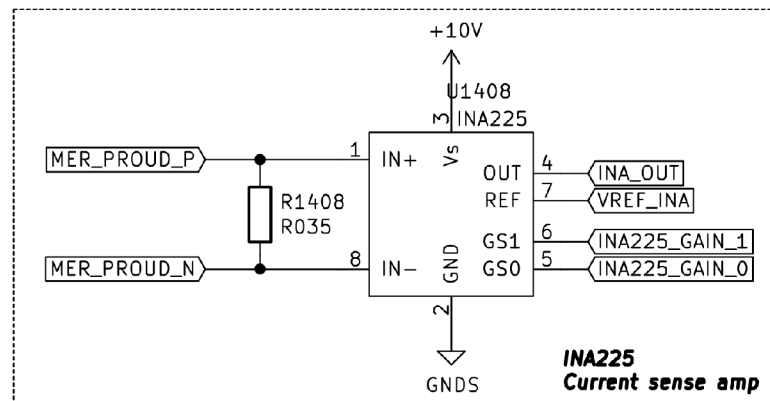 +10V
U1408
INA225
3
Vs
MER_PROUD_P
1
IN+
OUT
4
INA_OUT
REF
7
VREF_INA
R1408
R035
GS1
6
INA225_GAIN_1
MER_PROUD_N
8
IN-
GND
GS0
5
INA225_GAIN_0
2
GNDS
INA225
Current sense amp